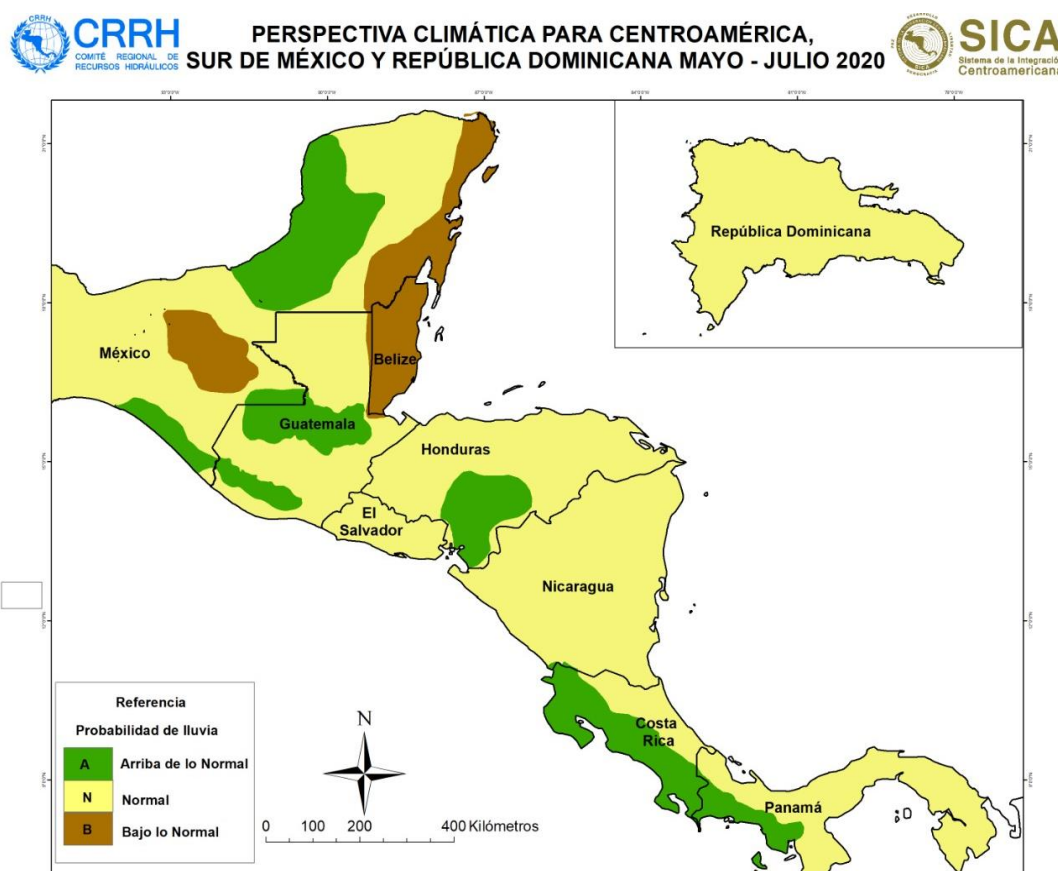 CRRH
COMITÉ REGIONAL DE
RECURSOS HIDRÁULICOS
PERSPECTIVA CLIMÁTICA PARA CENTROAMÉRICA,
SUR DE MÉXICO Y REPÚBLICA DOMINICANA MAYO - JULIO 2020
SICA
Sistema de la Integració
Centroamericana
República Dominicana
México
Belize
Guatemala
Honduras
El
Salvador
Nicaragua
Costa
Rica
Panamá
Referencia
Probabilidad de lluvia
A Arriba de lo Normal
N Normal
B Bajo lo Normal
N
0 100 200 400 Kilómetros